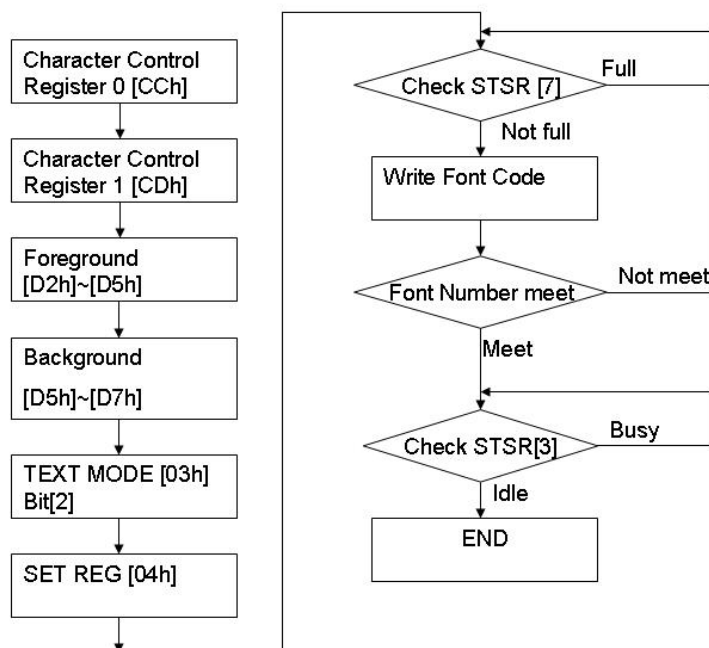 Character Control
Register 0 [CCh]
Character Control
Register 1 [CDh]
Foreground
[D2h]~[D5h]
Background
[D5h]~[D7h]
TEXT MODE [03h]
Bit[2]
SET REG [04h]
Check STSR [7]
Full
Not full
Write Font Code
Font Number meet
Not meet
Meet
Check STSR[3]
Busy
Idle
END